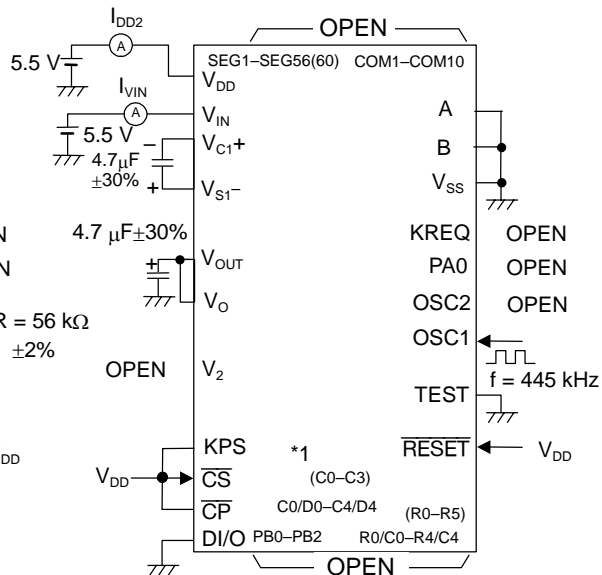 OPEN
I_DD2
A
5.5 V
SEG1–SEG56(60) COM1–COM10
V_DD
I_VIN
A
V_IN
5.5 V
A
− V_C1+
4.7µF
±30%
B
+ V_S1−
V_SS
N
4.7 µF±30%
KREQ OPEN
N
+ V_OUT
PA0 OPEN
V_O
OSC2 OPEN
R = 56 kΩ
±2%
OSC1
OPEN V_2
f = 445 kHz
TEST
KPS *1 RESET V_DD
DD
V_DD CS (C0–C3)
CP C0/D0–C4/D4 (R0–R5)
DI/O PB0–PB2 R0/C0–R4/C4
OPEN